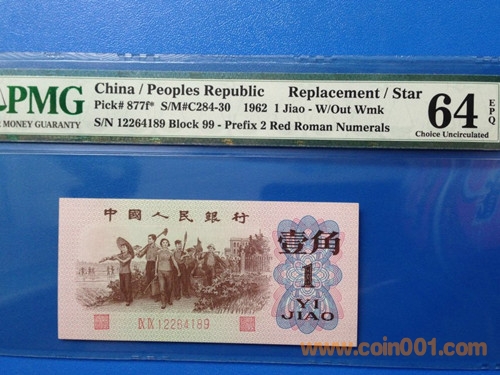 PMG
MONEY GUARANTY
China / Peoples Republic Replacement / Star
Pick# 877f* S/M#C284-30 1962 1 Jiao - W/Out Wmk
S/N 12264189 Block 99 - Prefix 2 Red Roman Numerals
64 EPQ
Choice Uncirculated
中國人民銀行
壹角
1
YI
JIAO
IX IX 12264189
www.coin001.com